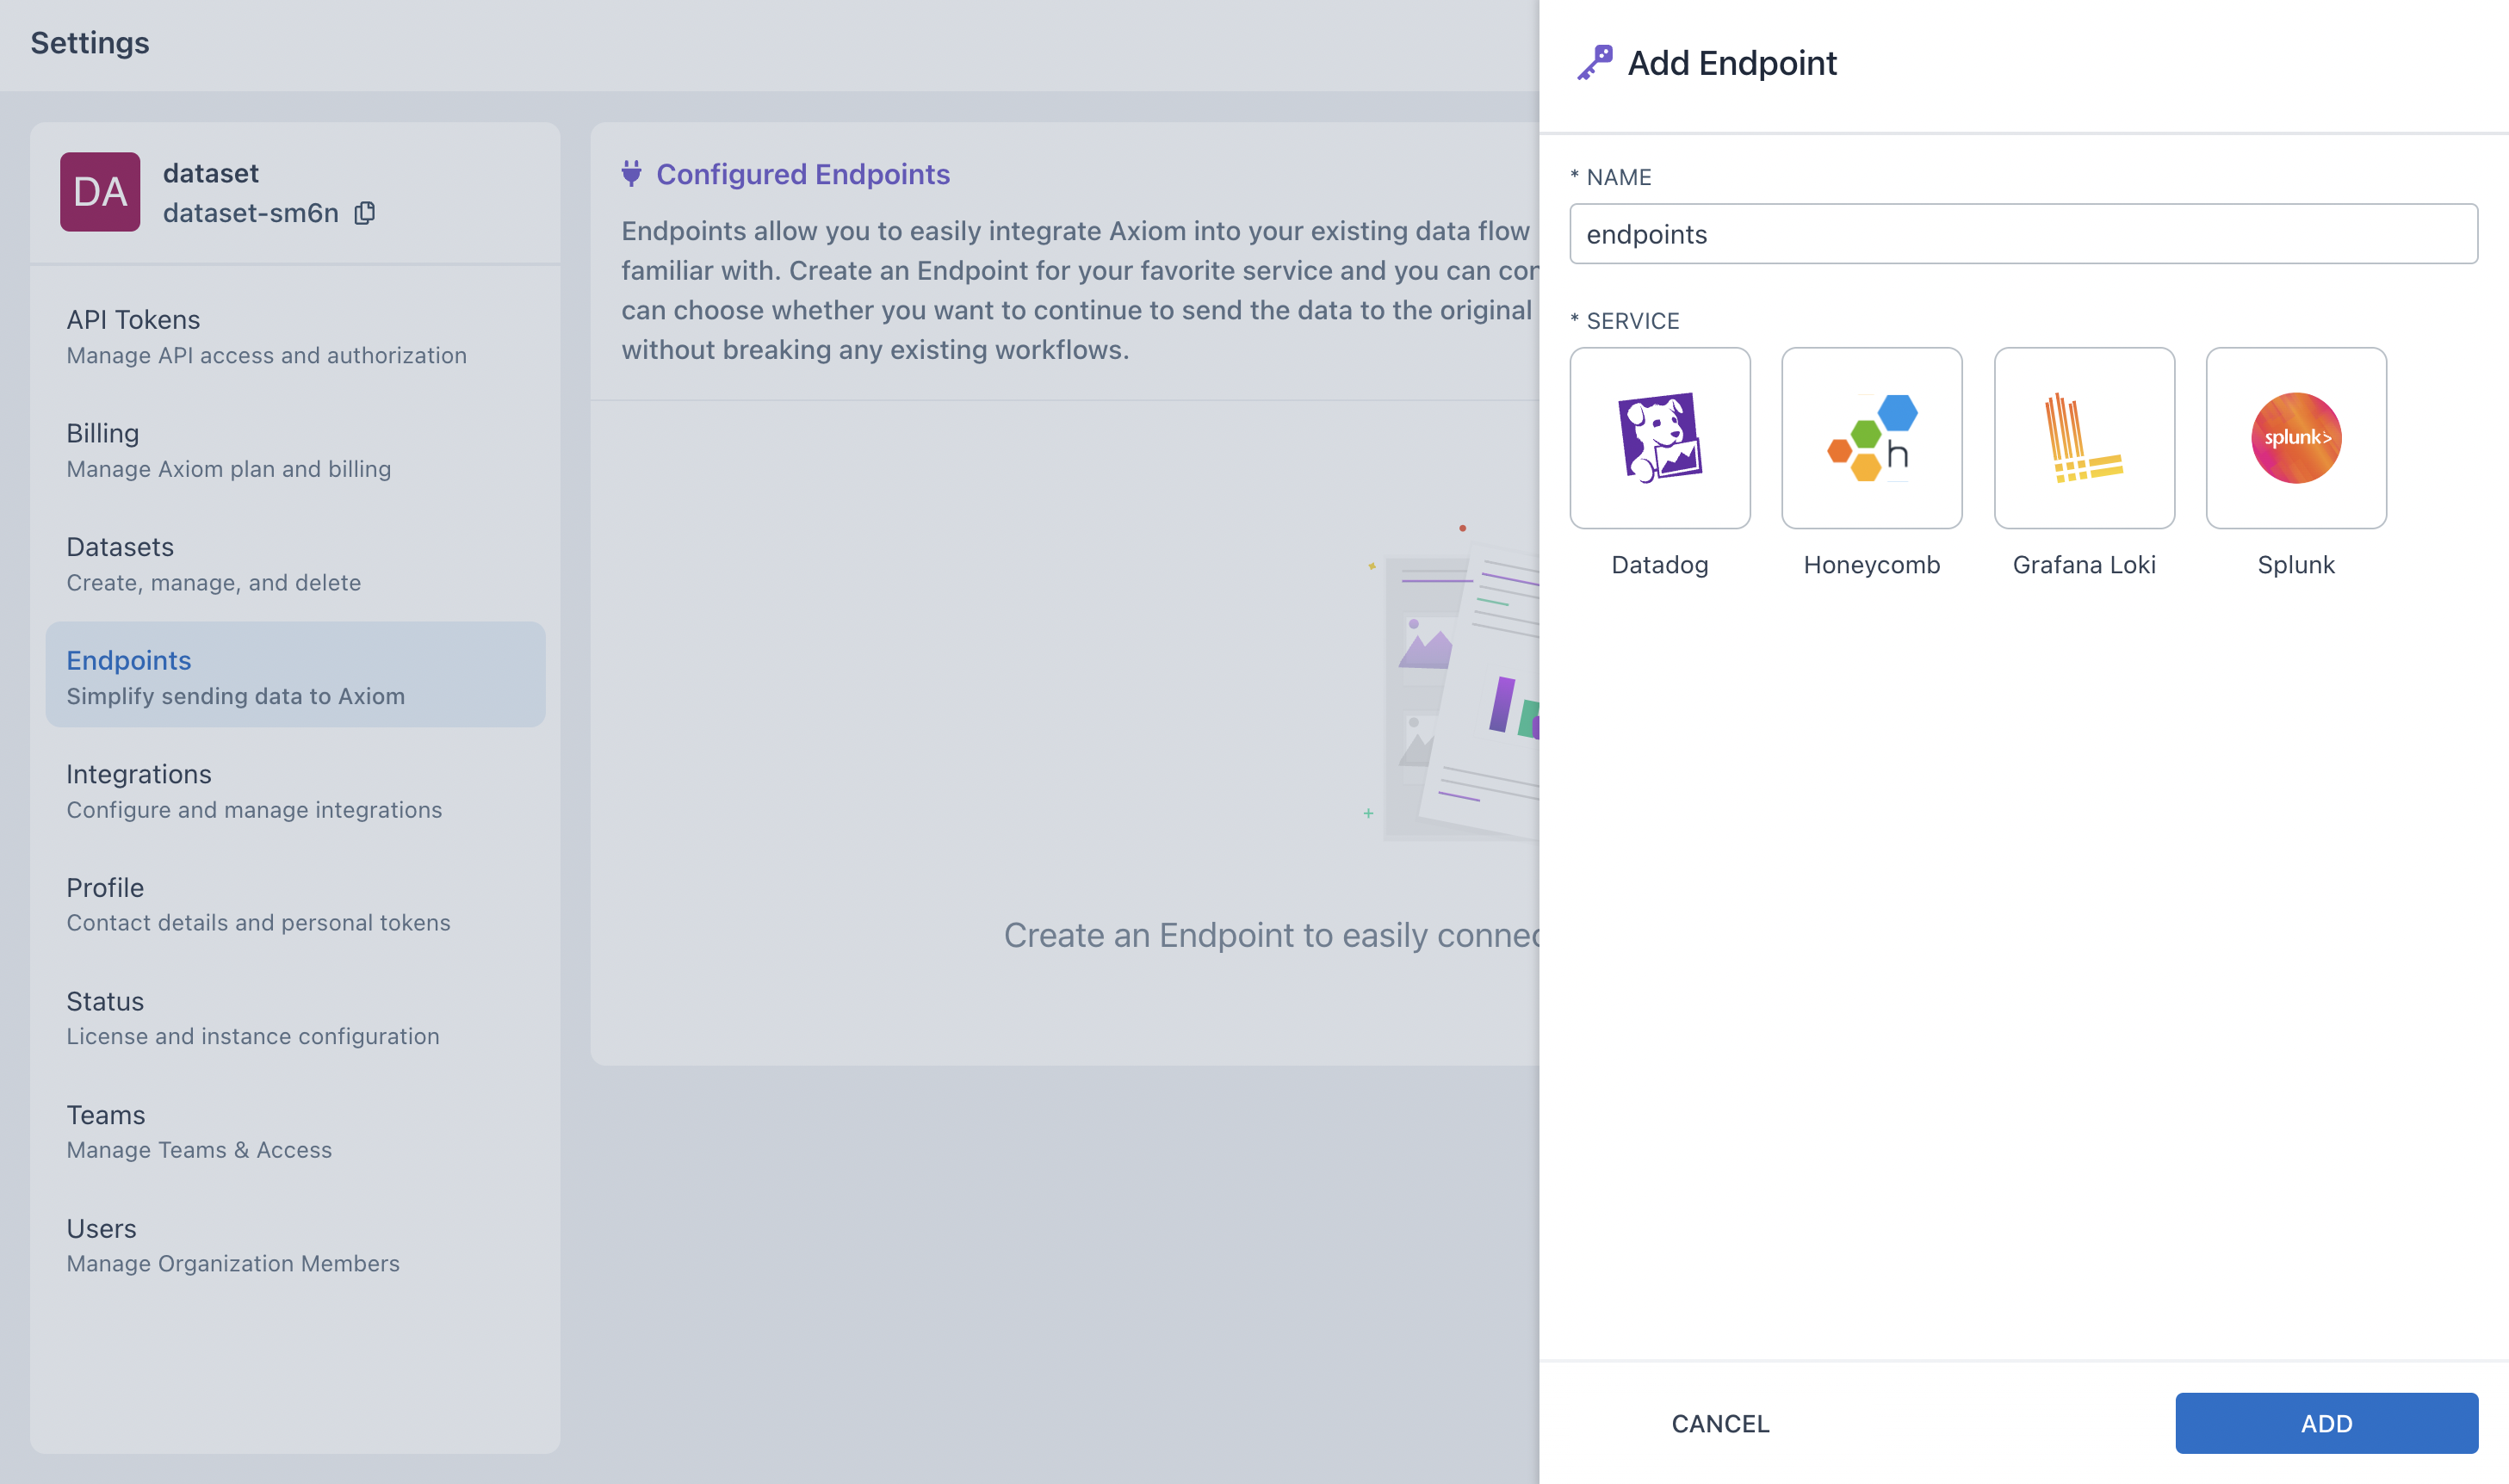 Settings
DA
dataset
dataset-sm6n
API Tokens
Manage API access and authorization
Billing
Manage Axiom plan and billing
Datasets
Create, manage, and delete
Endpoints
Simplify sending data to Axiom
Integrations
Configure and manage integrations
Profile
Contact details and personal tokens
Status
License and instance configuration
Teams
Manage Teams & Access
Users
Manage Organization Members
Configured Endpoints
Endpoints allow you to easily integrate Axiom into your existing data flow
familiar with. Create an Endpoint for your favorite service and you can
can choose whether you want to continue to send the data to the original
without breaking any existing workflows.
Create an Endpoint to easily
Add Endpoint
* NAME
endpoints
* SERVICE
h
splunk>
Datadog
Honeycomb
Grafana Loki
Splunk
CANCEL
ADD